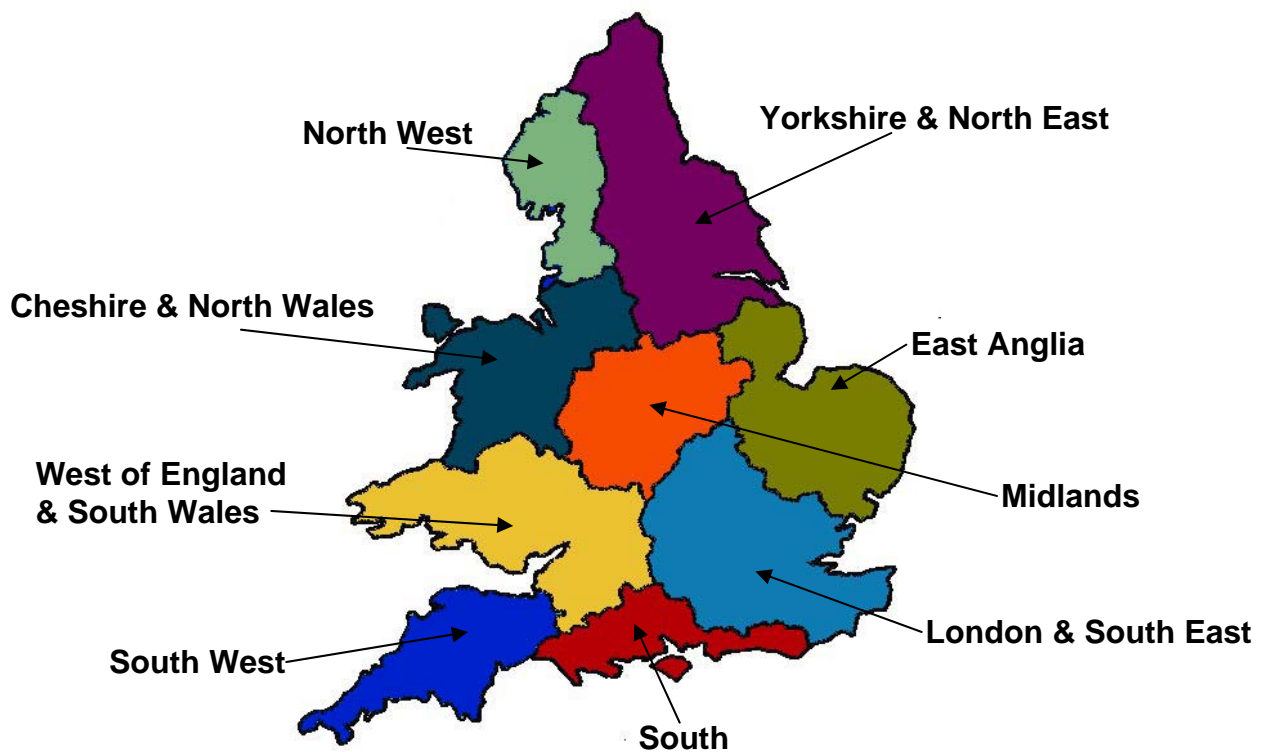 Yorkshire & North East
North West
Cheshire & North Wales
East Anglia
West of England
& South Wales
Midlands
London & South East
South West
South